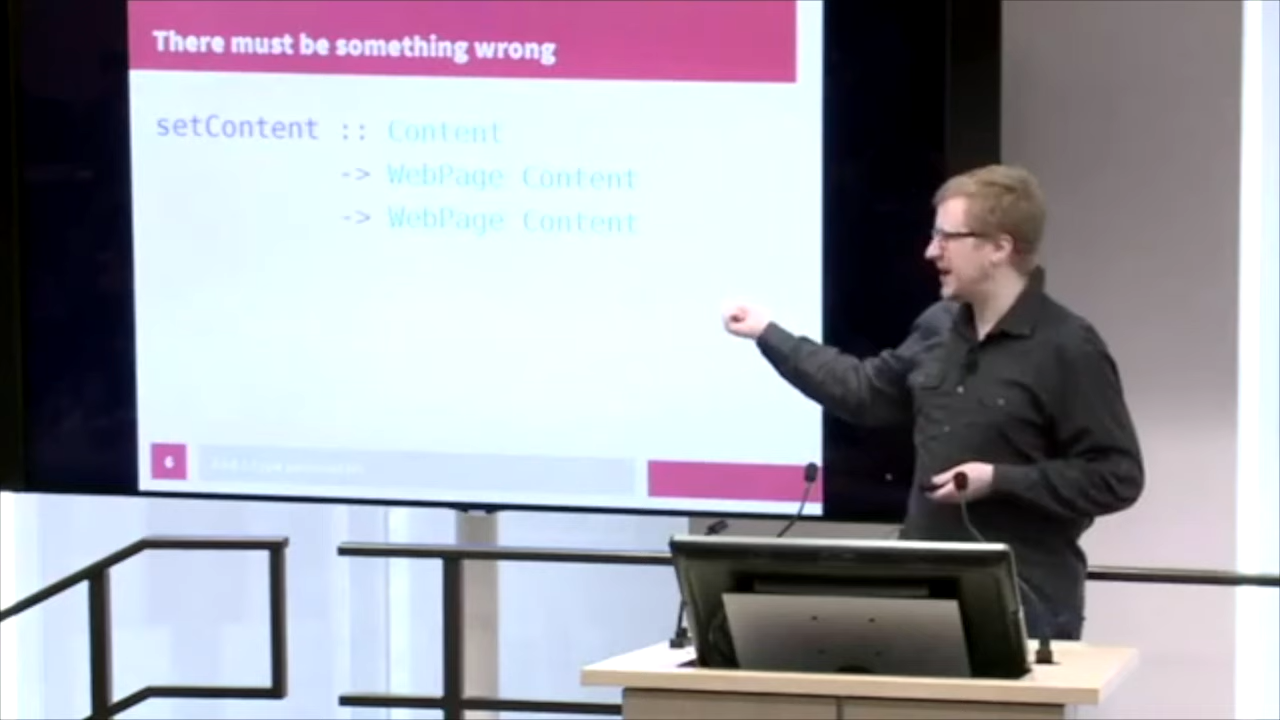 There must be something wrong
setContent :: Content
-> WebPage Content
-> WebPage Content
6